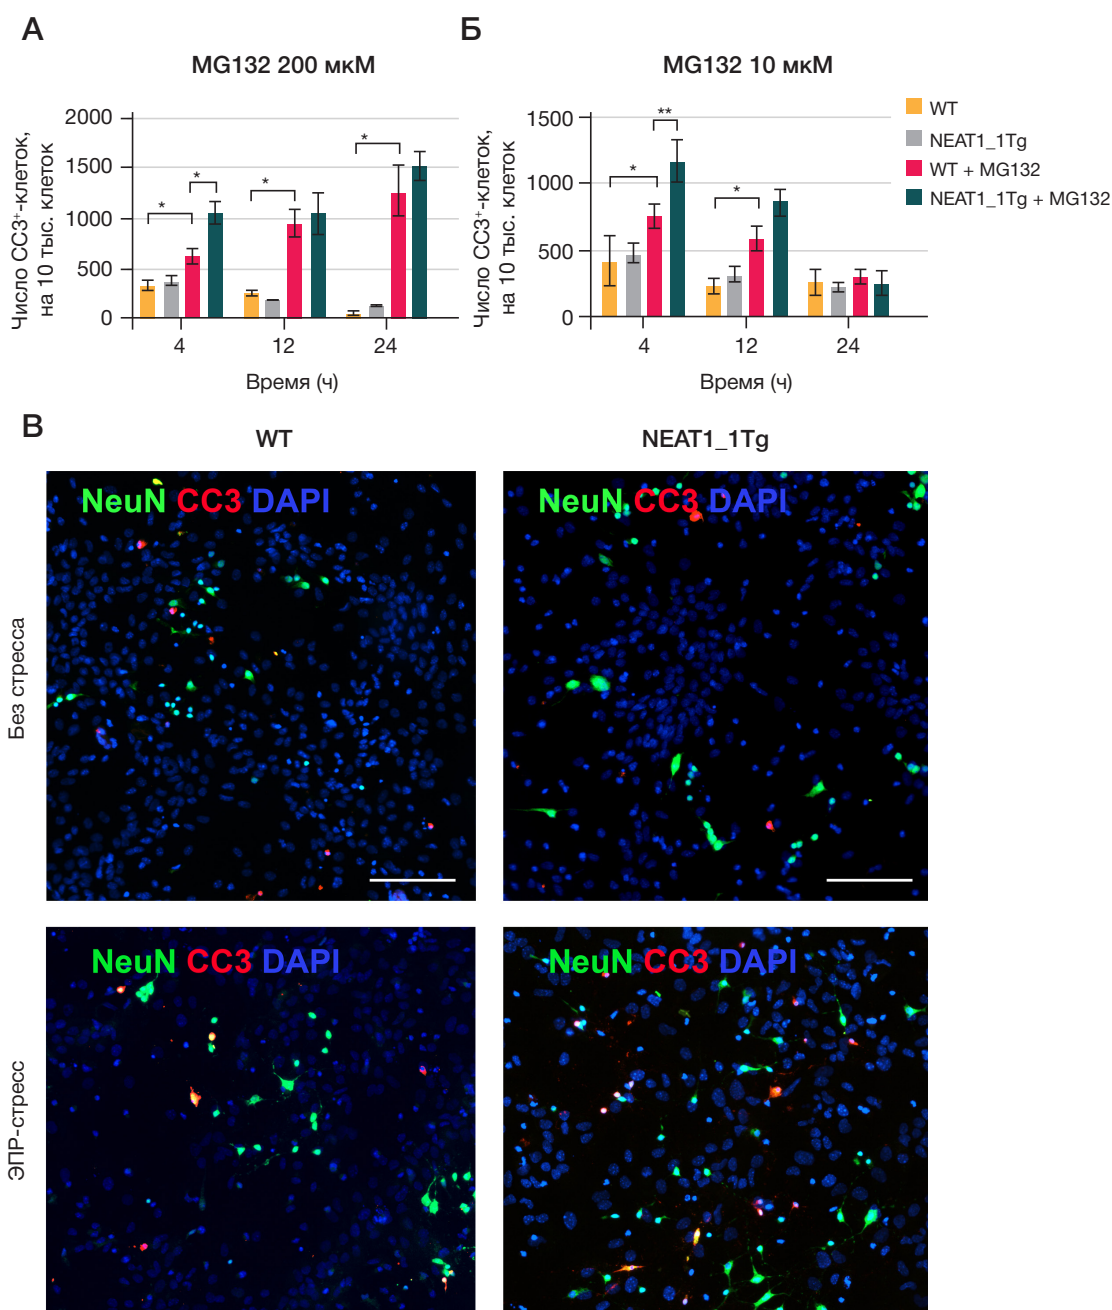 А
MG132 200 мкМ
Число CC3⁺-клеток,
на 10 тыс. клеток
2000
1500
1000
500
0
*
*
*
*
4
12
24
Время (ч)
Б
MG132 10 мкМ
Число CC3⁺-клеток,
на 10 тыс. клеток
1500
1000
500
0
*
**
*
4
12
24
Время (ч)
WT
NEAT1_1Tg
WT + MG132
NEAT1_1Tg + MG132
В
WT
NEAT1_1Tg
Без стресса
NeuN CC3 DAPI
NeuN CC3 DAPI
ЭПР-стресс
NeuN CC3 DAPI
NeuN CC3 DAPI